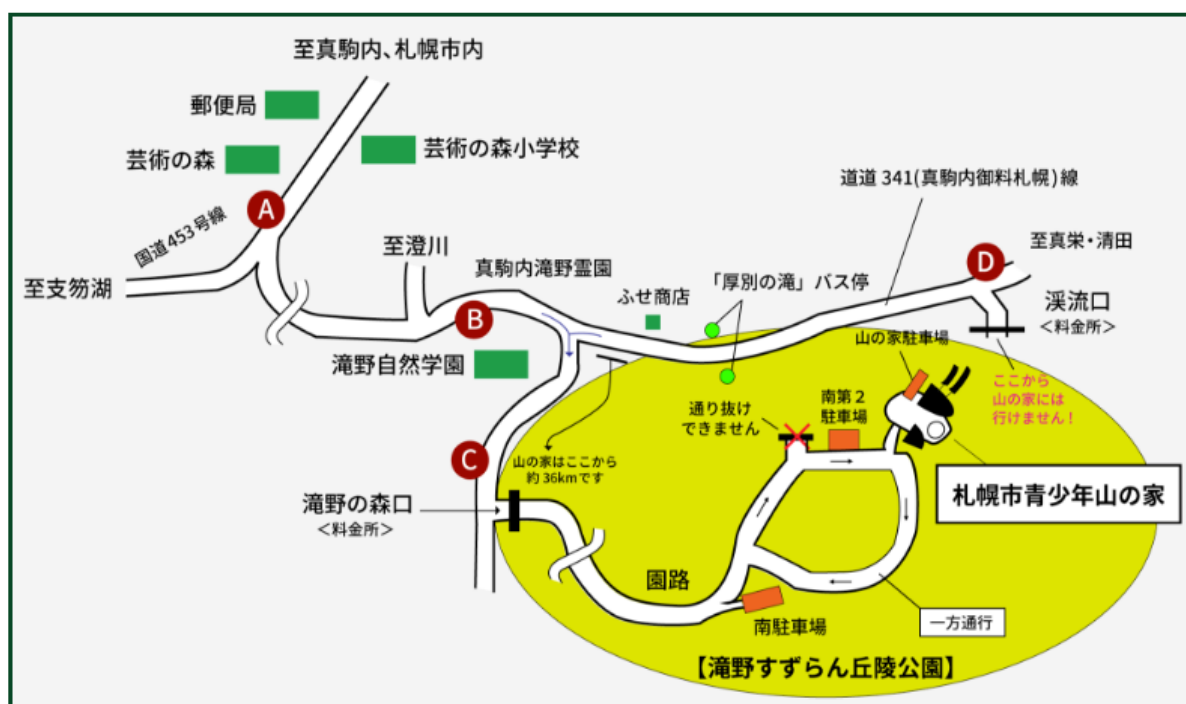 至真駒内、札幌市内
郵便局
芸術の森
芸術の森小学校
A
国道453号線
至支笏湖
至澄川
真駒内滝野霊園
B
ふせ商店
「厚別の滝」バス停
道道 341(真駒内御料札幌)線
D
至真栄・清田
渓流口
<料金所>
ここから
山の家には
行けません！
滝野自然学園
山の家駐車場
南第２
駐車場
通り抜け
できません
C
山の家はここから
約 36kmです
滝野の森口
<料金所>
札幌市青少年山の家
園路
南駐車場
一方通行
【滝野すずらん丘陵公園】